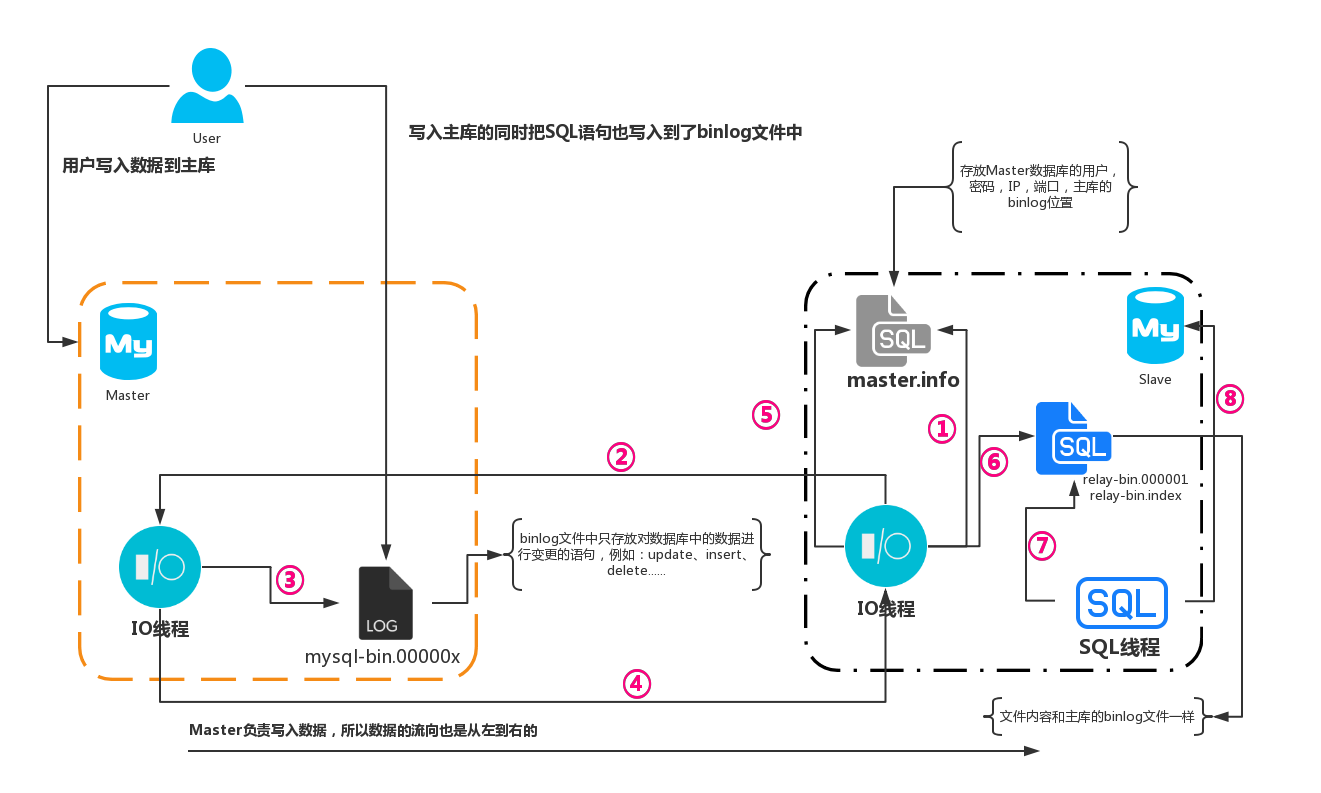 User
用户写入数据到主库
写入主库的同时把SQL语句也写入到了binlog文件中
存放Master数据库的用户，
密码，IP，端口，主库的
binlog位置
My
Master
SQL
master.info
My
Slave
⑤
①
⑧
②
⑥
SQL
relay-bin.000001
relay-bin.index
binlog文件中只存放对数据库中的数据进
行变更的语句，例如：update、insert、
delete......
I/O
IO线程
③
LOG
mysql-bin.00000x
I/O
IO线程
⑦
SQL
SQL线程
④
文件内容和主库的binlog文件一样
Master负责写入数据，所以数据的流向也是从左到右的